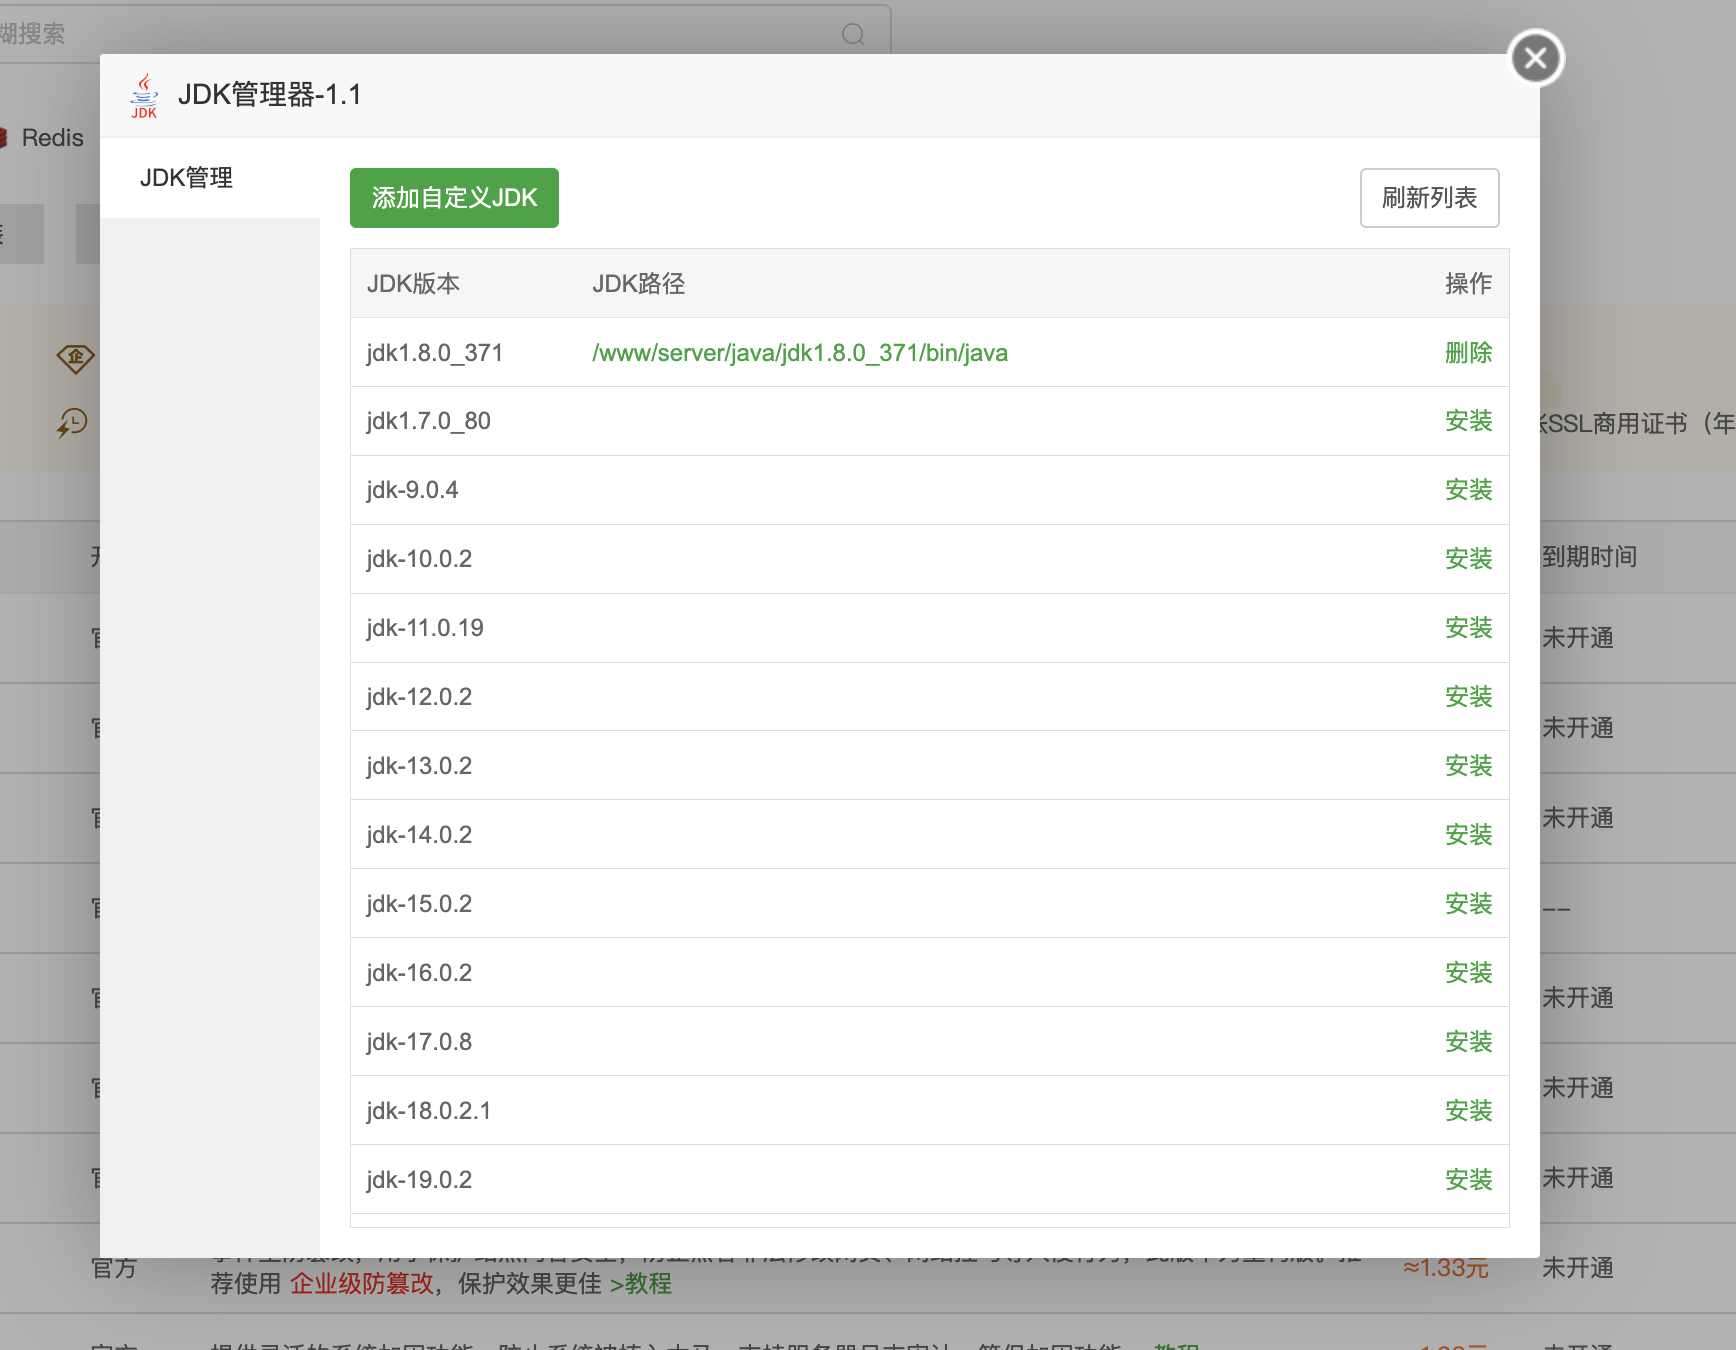 糊搜索
JDK管理器-1.1
JDK
Redis
JDK管理
添加自定义JDK
刷新列表
JDK版本 JDK路径 操作
jdk1.8.0_371 /www/server/java/jdk1.8.0_371/bin/java 删除
企
jdk1.7.0_80 安装
SSL商用证书（年
jdk-9.0.4 安装
jdk-10.0.2 安装
到期时间
jdk-11.0.19 安装
未开通
jdk-12.0.2 安装
未开通
jdk-13.0.2 安装
jdk-14.0.2 安装
未开通
jdk-15.0.2 安装
--
jdk-16.0.2 安装
未开通
jdk-17.0.8 安装
未开通
jdk-18.0.2.1 安装
jdk-19.0.2 安装
未开通
官方 ≈1.33元 未开通
荐使用 企业级防篡改，保护效果更佳 >教程